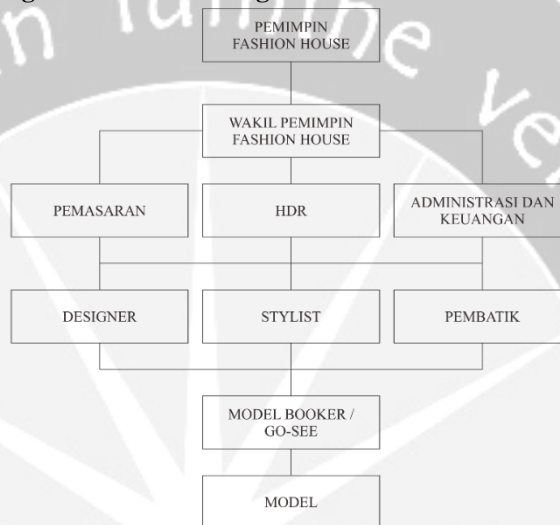 PEMIMPIN
FASHION HOUSE
WAKIL PEMIMPIN
FASHION HOUSE
PEMASARAN
HDR
ADMINISTRASI DAN
KEUANGAN
DESIGNER
STYLIST
PEMBATIK
MODEL BOOKER /
GO-SEE
MODEL